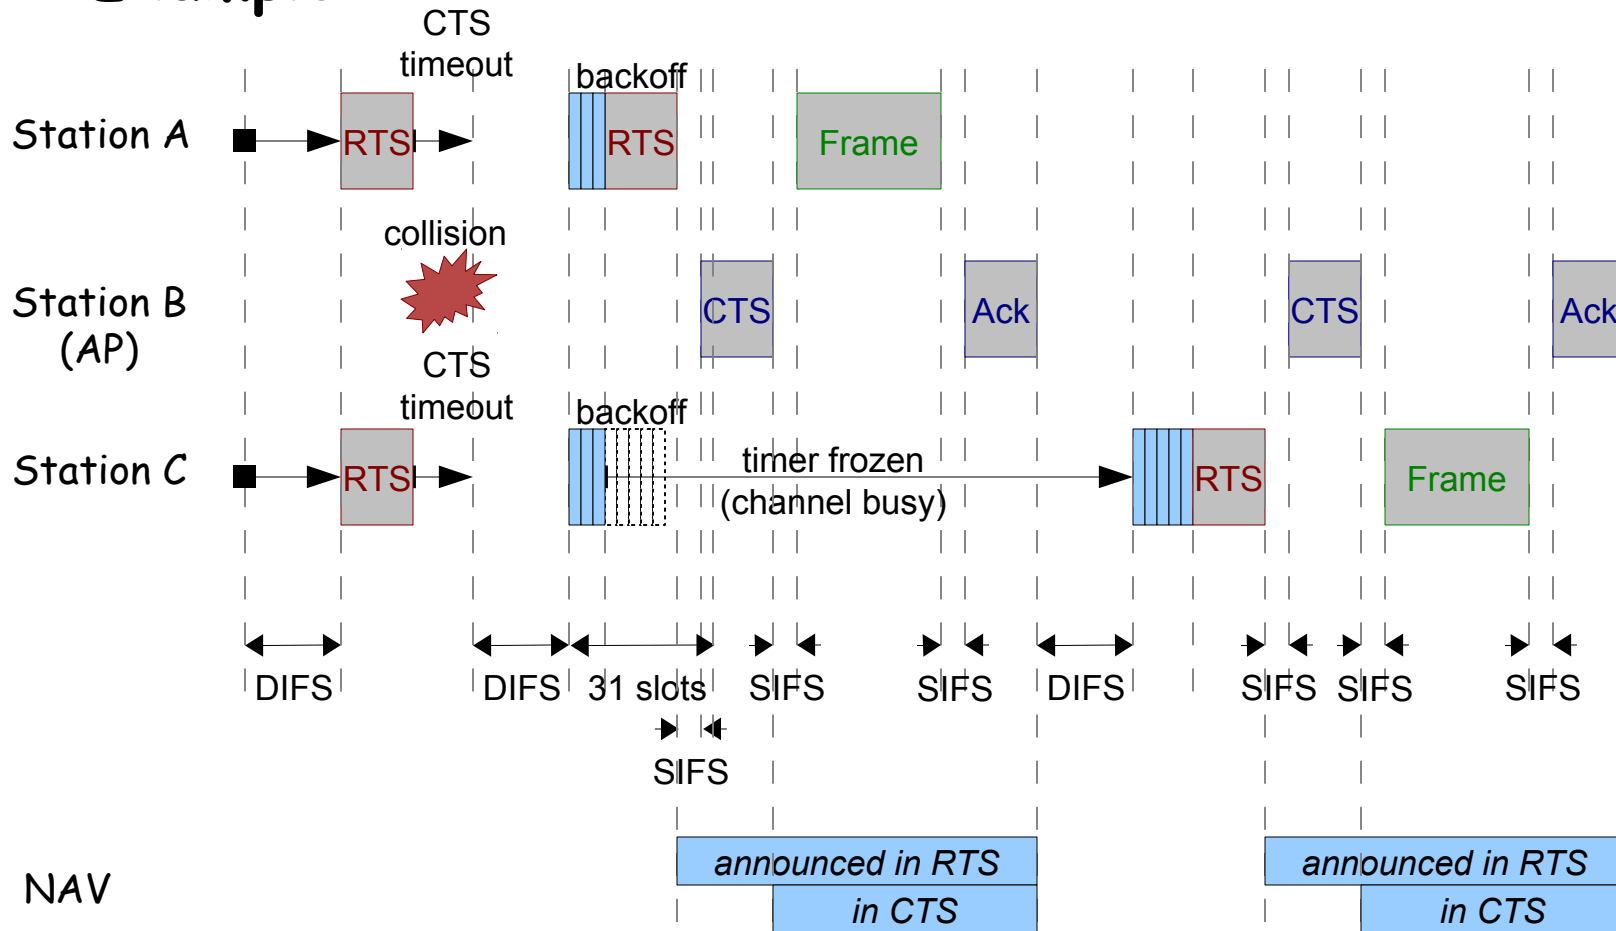 CTS
timeout
backoff
Station A
RTS
RTS
Frame
collision
Station B
(AP)
CTS
Ack
CTS
Ack
CTS
timeout
backoff
Station C
RTS
timer frozen
(channel busy)
RTS
Frame
DIFS
DIFS
31 slots
SIFS
SIFS
DIFS
SIFS
SIFS
SIFS
SIFS
NAV
announced in RTS
announced in RTS
in CTS
in CTS